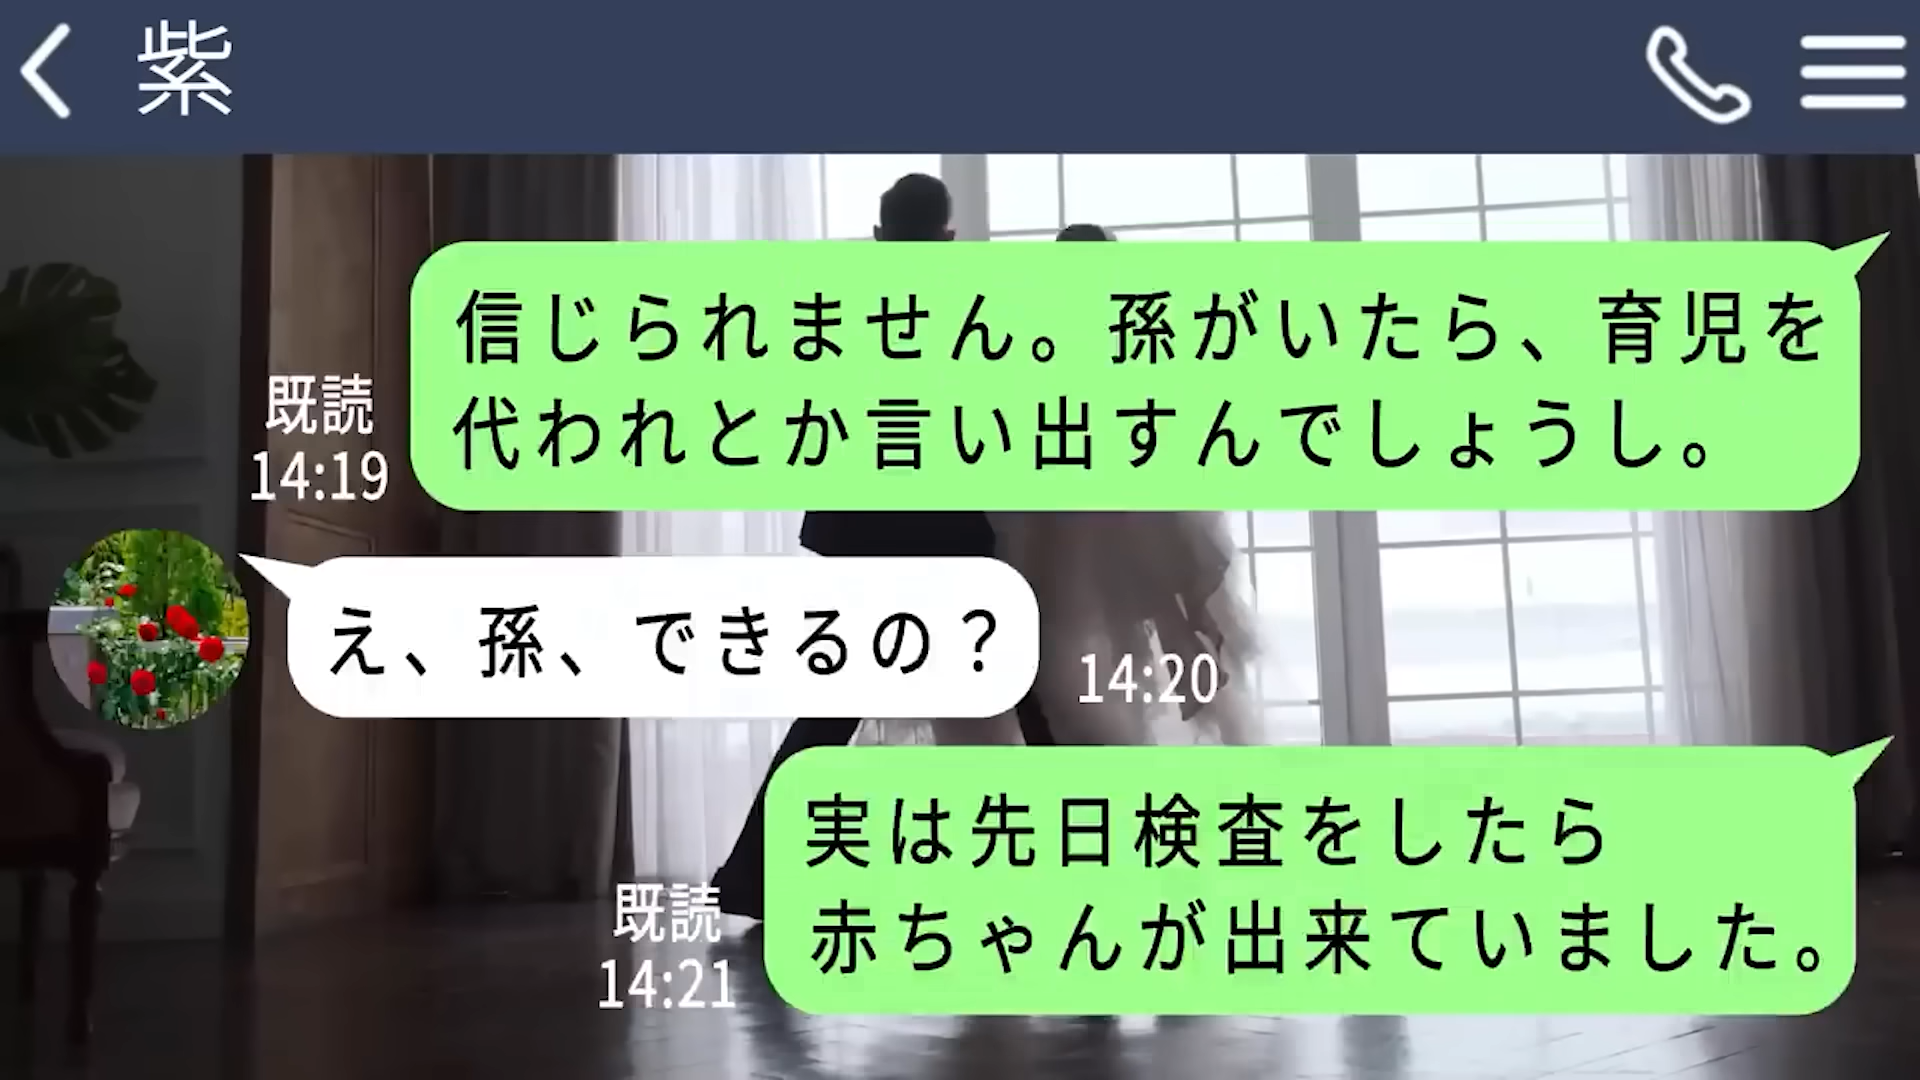 紫
信じられません。孫がいたら、育児を
代われとか言い出すんでしょうし。
既読
14:19
え、孫、できるの？
14:20
実は先日検査をしたら
赤ちゃんが出来ていました。
既読
14:21